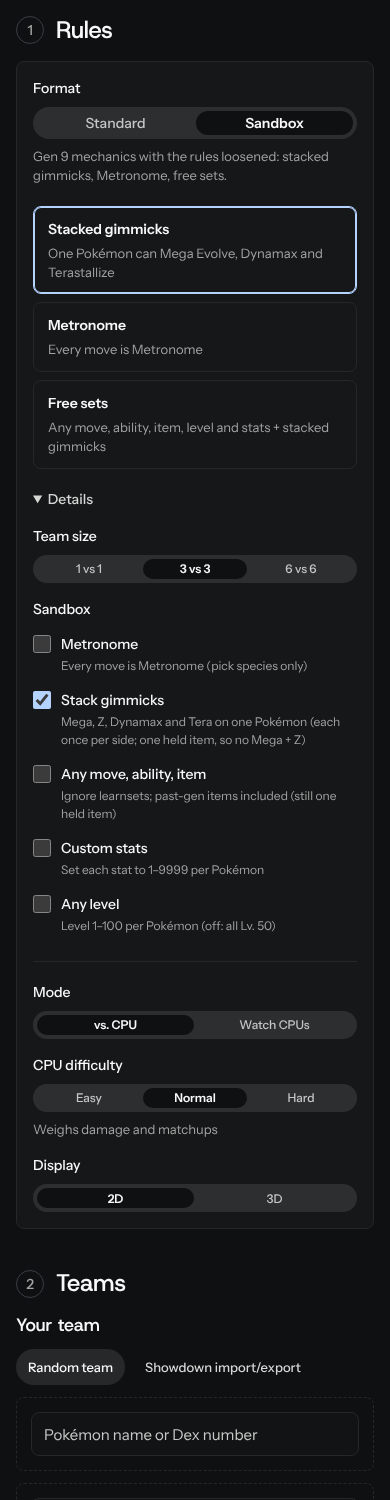 1 Rules
Format
Standard Sandbox
Gen 9 mechanics with the rules loosened: stacked
gimmicks, Metronome, free sets.
Stacked gimmicks
One Pokémon can Mega Evolve, Dynamax and
Terastallize
Metronome
Every move is Metronome
Free sets
Any move, ability, item, level and stats + stacked
gimmicks
▼ Details
Team size
1 vs 1 3 vs 3 6 vs 6
Sandbox
Metronome
Every move is Metronome (pick species only)
Stack gimmicks
Mega, Z, Dynamax and Tera on one Pokémon (each
once per side; one held item, so no Mega + Z)
Any move, ability, item
Ignore learnsets; past-gen items included (still one
held item)
Custom stats
Set each stat to 1–9999 per Pokémon
Any level
Level 1–100 per Pokémon (off: all Lv. 50)
Mode
vs. CPU Watch CPUs
CPU difficulty
Easy Normal Hard
Weighs damage and matchups
Display
2D 3D
2 Teams
Your team
Random team Showdown import/export
Pokémon name or Dex number